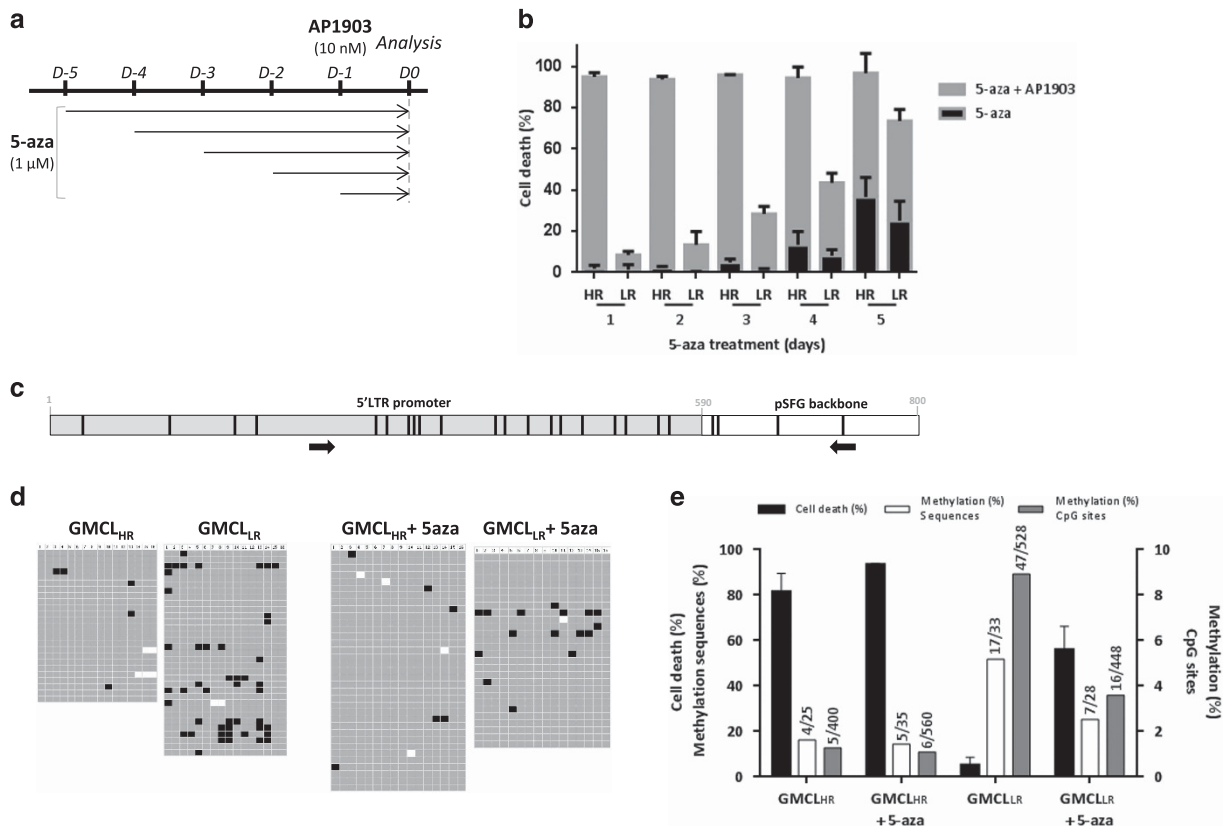 a
AP1903
(10 nM)
Analysis
D-5 D-4 D-3 D-2 D-1 D0
5-aza
(1 µM)
b
Cell death (%)
100
80
60
40
20
0
HR LR HR LR HR LR HR LR HR LR
1 2 3 4 5
5-aza treatment (days)
5-aza + AP1903
5-aza
c
1 590 800
5'LTR promoter
pSFG backbone
d
GMCLHR
GMCLLR
GMCLHR+ 5aza
GMCLLR+ 5aza
e
Cell death (%)
Methylation (%)
Sequences
Methylation (%)
CpG sites
Cell death (%)
Methylation sequences (%)
100
80
60
40
20
0
4/25
5/400
5/35
6/560
17/33
47/528
7/28
16/448
10
8
6
4
2
0
Methylation (%)
CpG sites
GMCLHR
GMCLHR
+ 5-aza
GMCLLR
GMCLLR
+ 5-aza